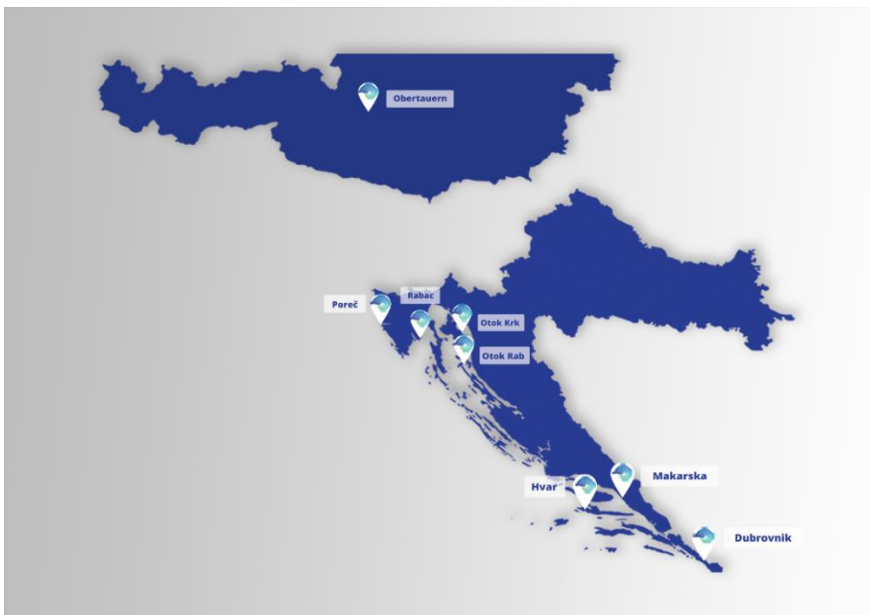 Obertauern
Rabac
Poreč
Otok Krk
Otok Rab
Makarska
Hvar
Dubrovnik